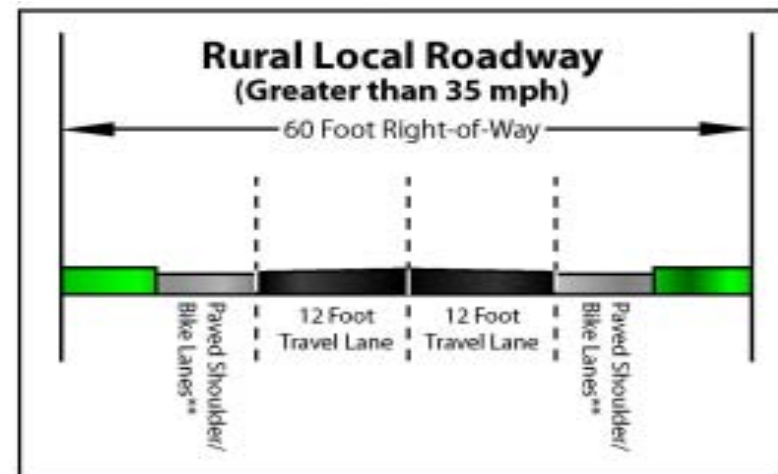 Rural Local Roadway
(Greater than 35 mph)
60 Foot Right-of-Way
Paved Shoulder/
Bike Lanes**
12 Foot
Travel Lane
12 Foot
Travel Lane
Paved Shoulder/
Bike Lanes**